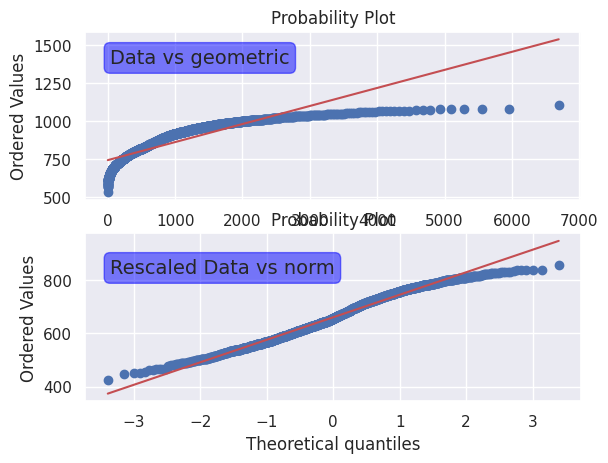 Probability Plot
1500
1250
1000
750
500
Ordered Values
Data vs geometric
0 1000 2000 3000 4000 5000 6000 7000
Probability Plot
800
600
400
Ordered Values
Rescaled Data vs norm
−3 −2 −1 0 1 2 3
Theoretical quantiles